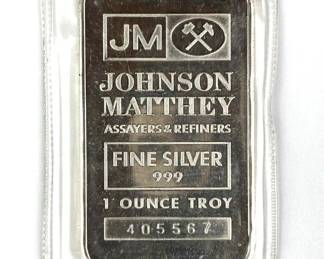 JM
JOHNSON
MATTHEY
ASSAYERS & REFINERS
FINE SILVER
999
1 OUNCE TROY
405567